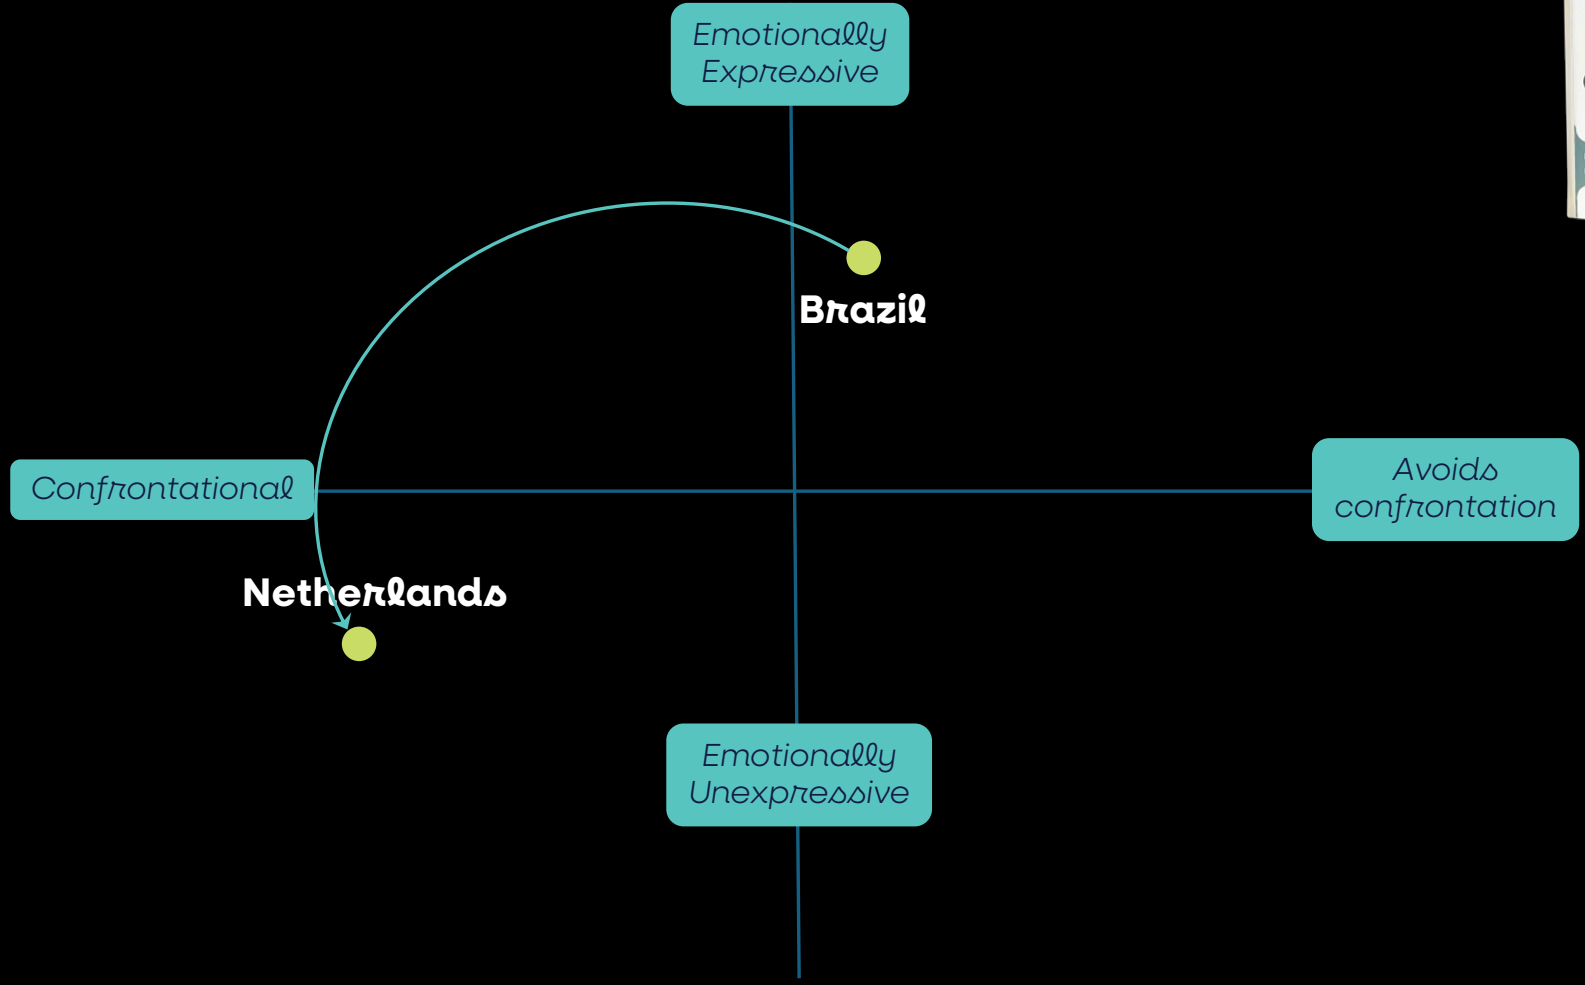 Emotionally
Expressive
Brazil
Confrontational
Avoids
confrontation
Netherlands
Emotionally
Unexpressive